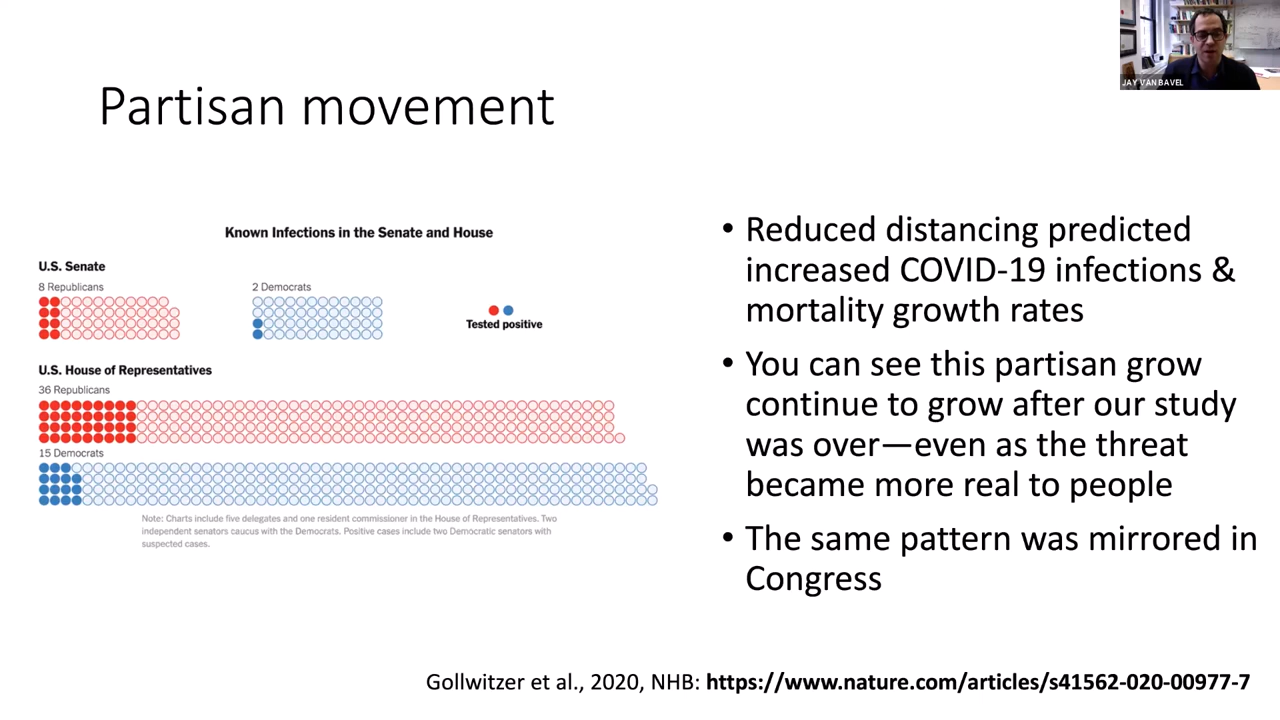 JAY VAN BAVEL
Partisan movement
Known Infections in the Senate and House
U.S. Senate
8 Republicans
2 Democrats
Tested positive
U.S. House of Representatives
36 Republicans
15 Democrats
Note: Charts include five delegates and one resident commissioner in the House of Representatives. Two
independent senators caucus with the Democrats. Positive cases include two Democratic senators with
suspected cases.
• Reduced distancing predicted
increased COVID-19 infections &
mortality growth rates
• You can see this partisan grow
continue to grow after our study
was over—even as the threat
became more real to people
• The same pattern was mirrored in
Congress
Gollwitzer et al., 2020, NHB: https://www.nature.com/articles/s41562-020-00977-7